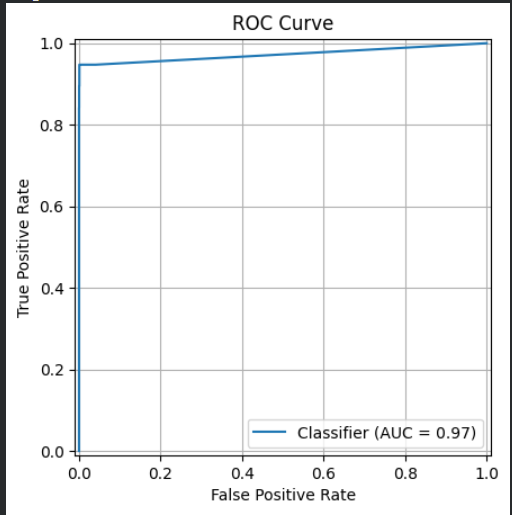 ROC Curve
1.0
0.8
0.6
0.4
0.2
0.0
True Positive Rate
Classifier (AUC = 0.97)
0.0 0.2 0.4 0.6 0.8 1.0
False Positive Rate